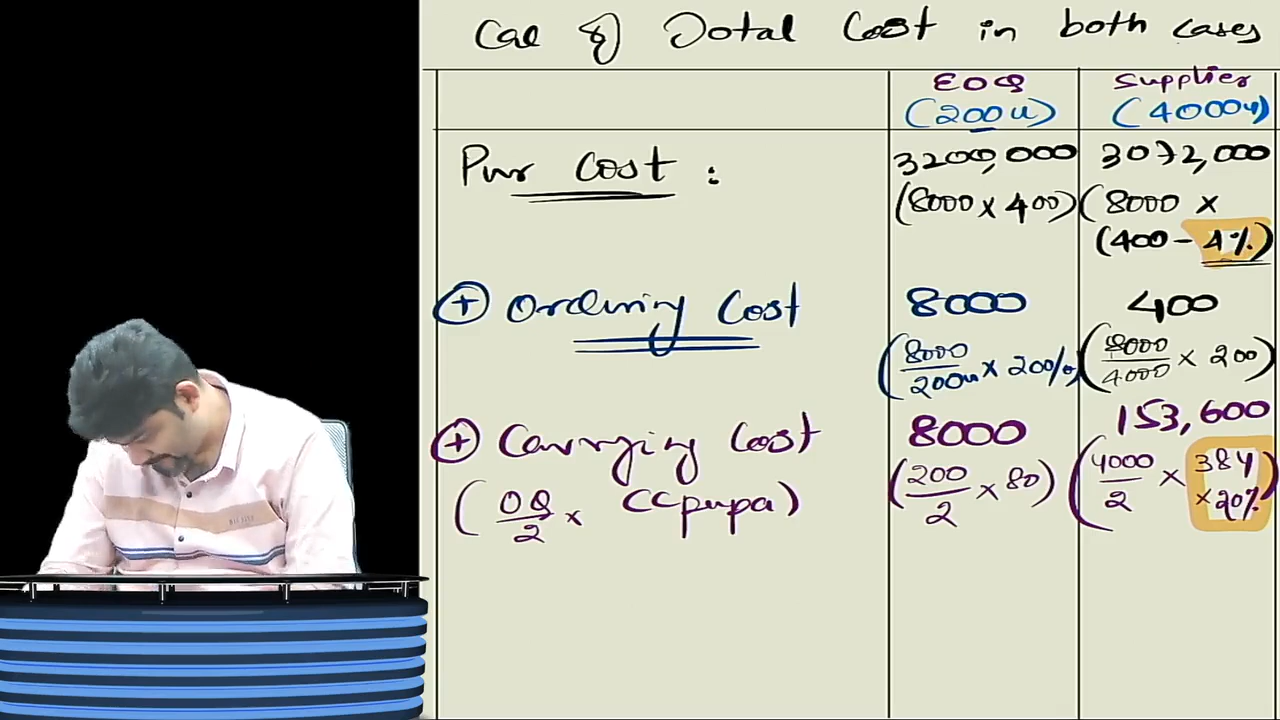 Cal of Total Cost in both cases
EOQ Supplier
(200u) (4000u)
Pur Cost : 3200,000 3072,000
(8000 x 400) (8000 x
(400 - 4%)
+ Ordering Cost 8000 400
(8000/200u x 200/o) (8000/4000 x 200)
+ Carrying Cost 8000 153,600
(OQ/2 x CCpupa) (200/2 x 80) (4000/2 x 384
x 20%)